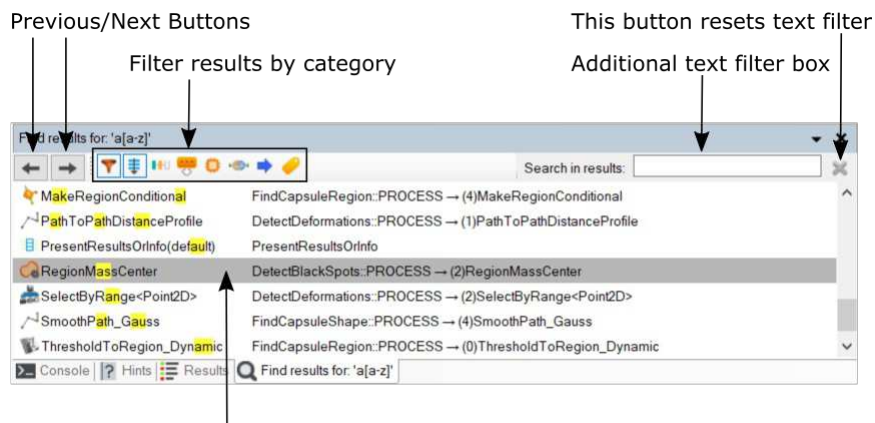 Previous/Next Buttons
This button resets text filter
Filter results by category
Additional text filter box
Find results for: 'a[a-z]'
Search in results:
MakeRegionConditional FindCapsuleRegion::PROCESS → (4)MakeRegionConditional
PathToPathDistanceProfile DetectDeformations::PROCESS → (1)PathToPathDistanceProfile
PresentResultsOrInfo(default) PresentResultsOrInfo
RegionMassCenter DetectBlackSpots::PROCESS → (2)RegionMassCenter
SelectByRange<Point2D> DetectDeformations::PROCESS → (2)SelectByRange<Point2D>
SmoothPath_Gauss FindCapsuleShape::PROCESS → (4)SmoothPath_Gauss
ThresholdToRegion_Dynamic FindCapsuleRegion::PROCESS → (0)ThresholdToRegion_Dynamic
Console Hints Results Find results for: 'a[a-z]'